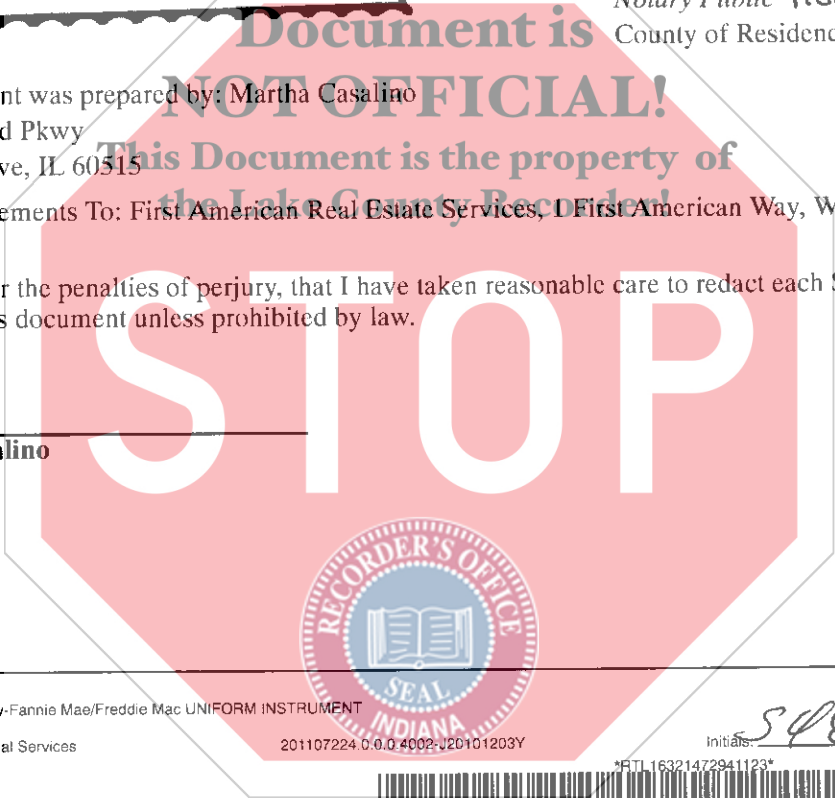 Document is
Notary Public
County of Residenc
nt was prepared by: Martha Casalino
NOT OFFICIAL!
d Pkwy
ve, IL 60515
This Document is the property of
the Lake County Recorder!
ements To: First American Real Estate Services, 1 First American Way, W
r the penalties of perjury, that I have taken reasonable care to redact each S
s document unless prohibited by law.
STOP
alino
RECORDER'S OFFICE
SEAL
INDIANA
y-Fannie Mae/Freddie Mac UNIFORM INSTRUMENT
al Services
201107224.0.0.0.4002-J20101203Y
Initials:
*RTL16321472941123*